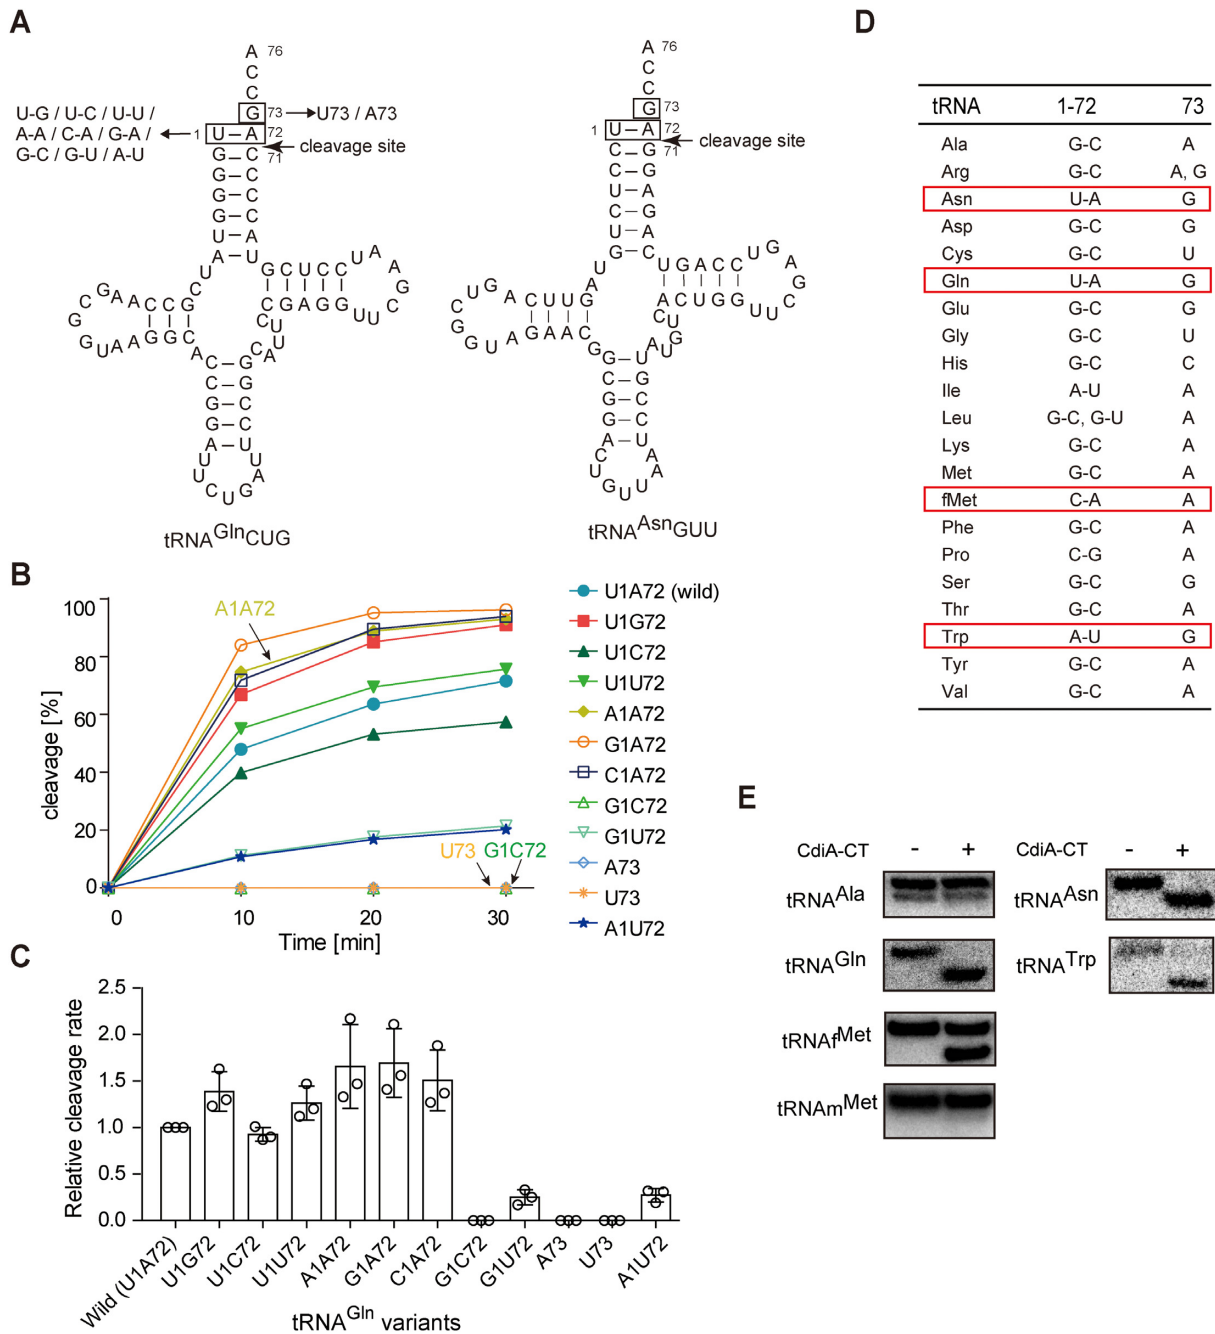 A
A 76
C
C
G 73
U73 / A73
U-G / U-C / U-U /
A-A / C-A / G-A /
G-C / G-U / A-U
1 U–A 72
cleavage site
G–C 71
G–C
G–C
G–C
G–A
U–U
A
tRNAGlnCUG
A 76
C
C
G 73
1 U–A 72
cleavage site
C–G 71
C–G
U–A
C–G
U–A
G–C
tRNAAsnGUU
B
cleavage [%]
100
80
60
40
20
0
0 10 20 30
Time [min]
A1A72
U73 G1C72
U1A72 (wild)
U1G72
U1C72
U1U72
A1A72
G1A72
C1A72
G1C72
G1U72
A73
U73
A1U72
C
Relative cleavage rate
2.5
2.0
1.5
1.0
0.5
0.0
Wild (U1A72)
U1G72
U1C72
U1U72
A1A72
G1A72
C1A72
G1C72
G1U72
A73
U73
A1U72
tRNAGln variants
D
tRNA 1-72 73
Ala G-C A
Arg G-C A, G
Asn U-A G
Asp G-C G
Cys G-C U
Gln U-A G
Glu G-C G
Gly G-C U
His G-C C
Ile A-U A
Leu G-C, G-U A
Lys G-C A
Met G-C A
fMet C-A A
Phe G-C A
Pro C-G A
Ser G-C G
Thr G-C A
Trp A-U G
Tyr G-C A
Val G-C A
E
CdiA-CT - +
tRNAAla
tRNAGln
tRNAfMet
tRNAmMet
CdiA-CT - +
tRNAAsn
tRNATrp